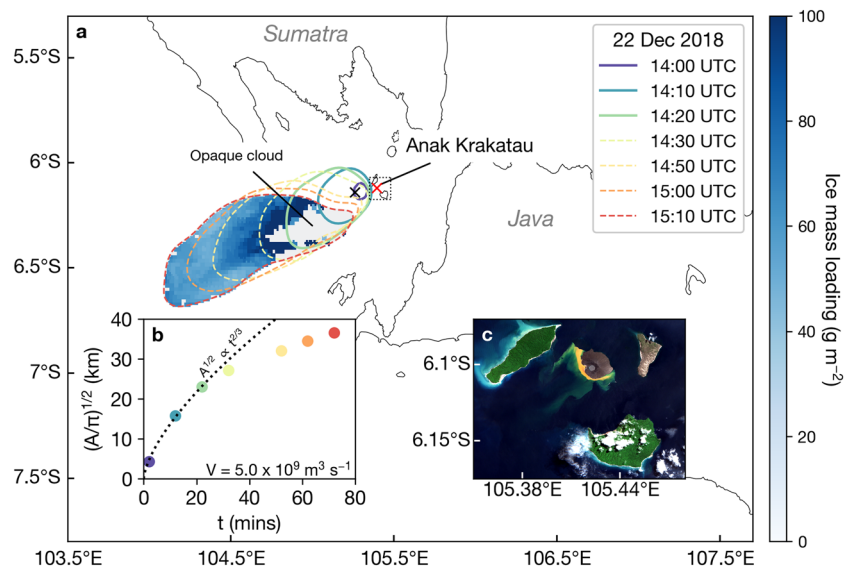 a
Sumatra
Opaque cloud
Anak Krakatau
Java
22 Dec 2018
14:00 UTC
14:10 UTC
14:20 UTC
14:30 UTC
14:50 UTC
15:00 UTC
15:10 UTC
5.5°S
6°S
6.5°S
7°S
7.5°S
103.5°E
104.5°E
105.5°E
106.5°E
107.5°E
b
A^1/2 ∝ t^2/3
V = 5.0 x 10⁹ m³ s⁻¹
(A/π)^1/2 (km)
40
30
20
10
0
0
20
40
60
80
t (mins)
c
6.1°S
6.15°S
105.38°E
105.44°E
100
80
60
40
20
0
Ice mass loading (g m⁻²)